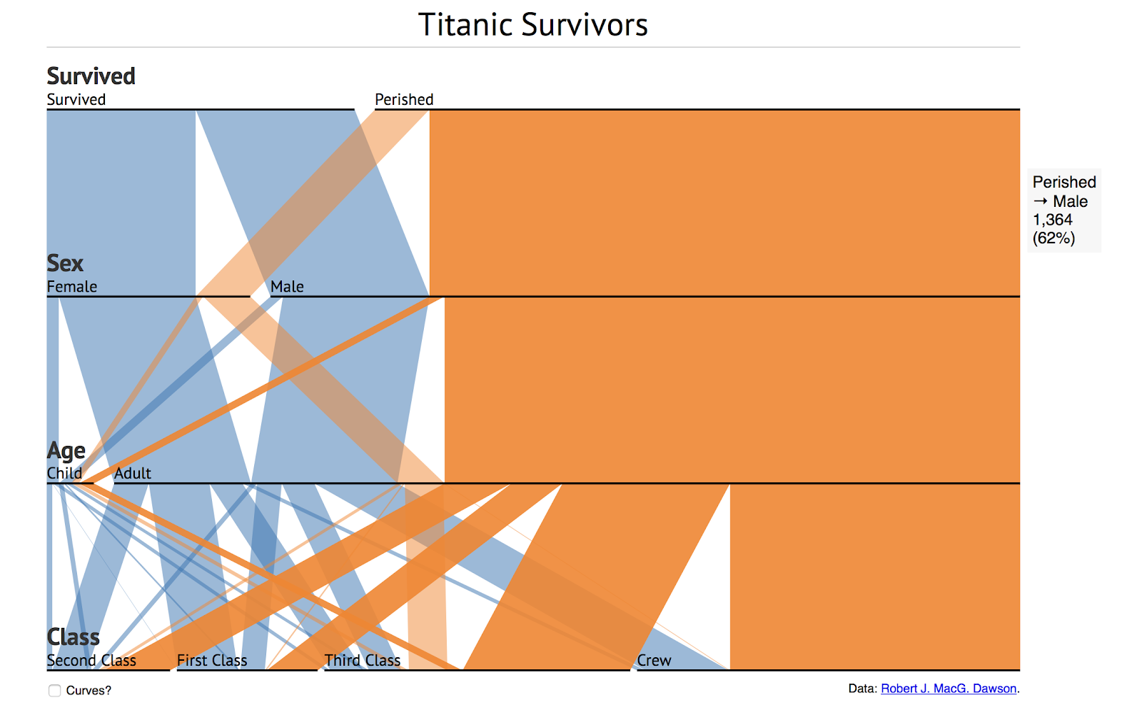 Titanic Survivors
Survived
Survived Perished
Perished
→ Male
1,364
(62%)
Sex
Female Male
Age
Child Adult
Class
Second Class First Class Third Class Crew
Curves? Data: Robert J. MacG. Dawson.